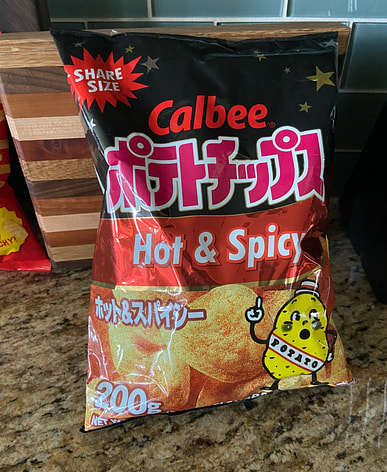 SHARE
SIZE
Calbee®
ポテトチップス
Hot & Spicy
ホット&スパイシー
POTATO
200g